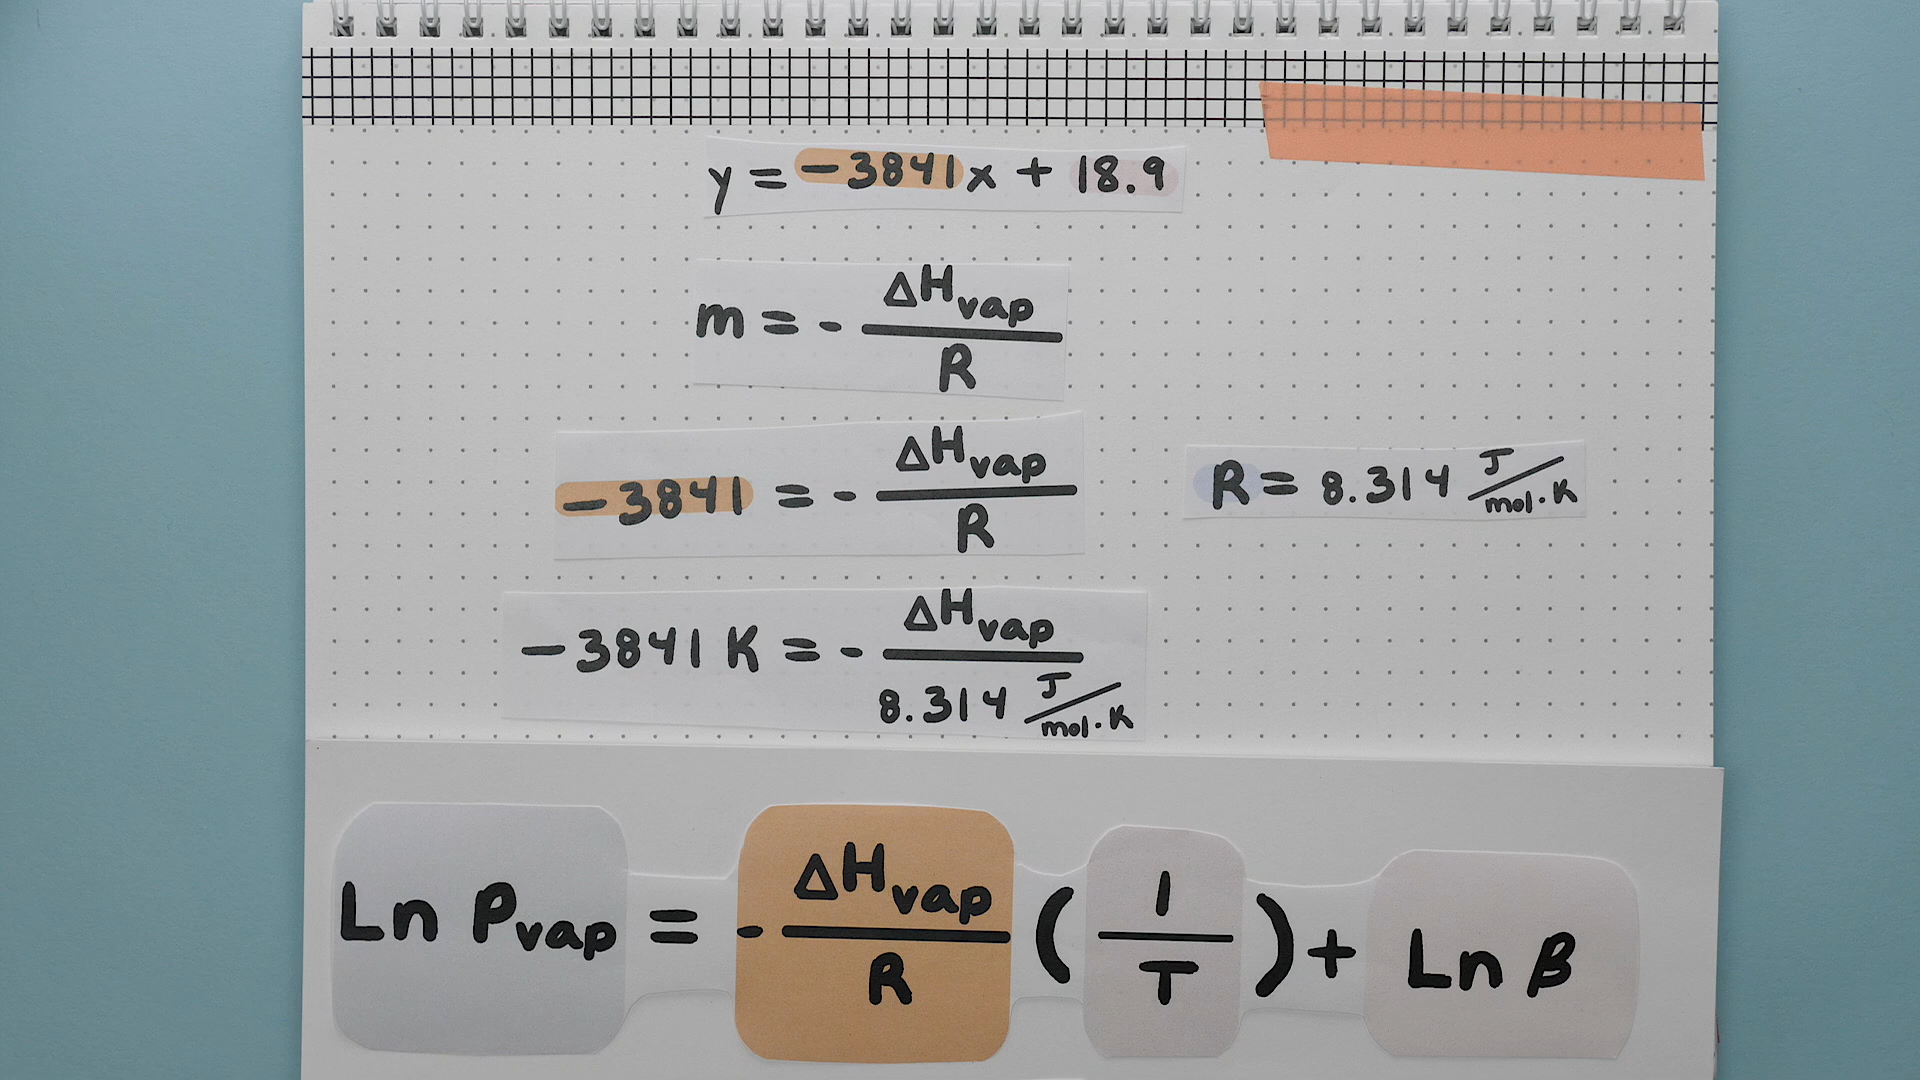 y = -3841x + 18.9
m = - ΔHvap / R
-3841 = - ΔHvap / R
R = 8.314 J/mol·K
-3841 K = - ΔHvap / 8.314 J/mol·K
Ln Pvap = - ΔHvap / R (1/T) + Ln β